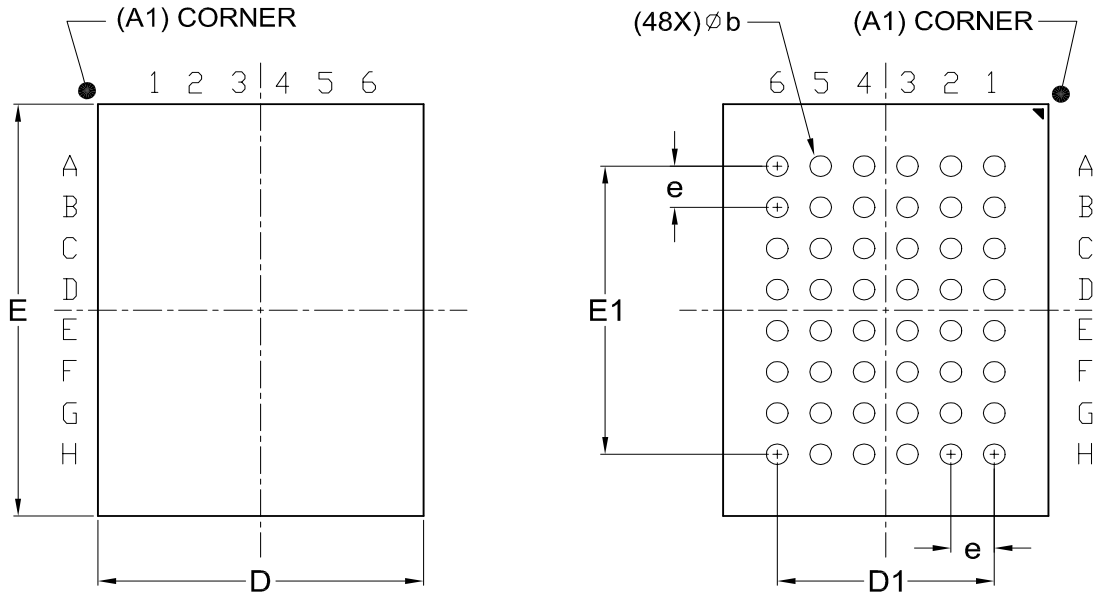 (A1) CORNER
1 2 3 4 5 6
A
B
C
D
E
F
G
H
E
D
(48X)∅b
(A1) CORNER
6 5 4 3 2 1
A
B
C
D
E
F
G
H
e
E1
e
D1